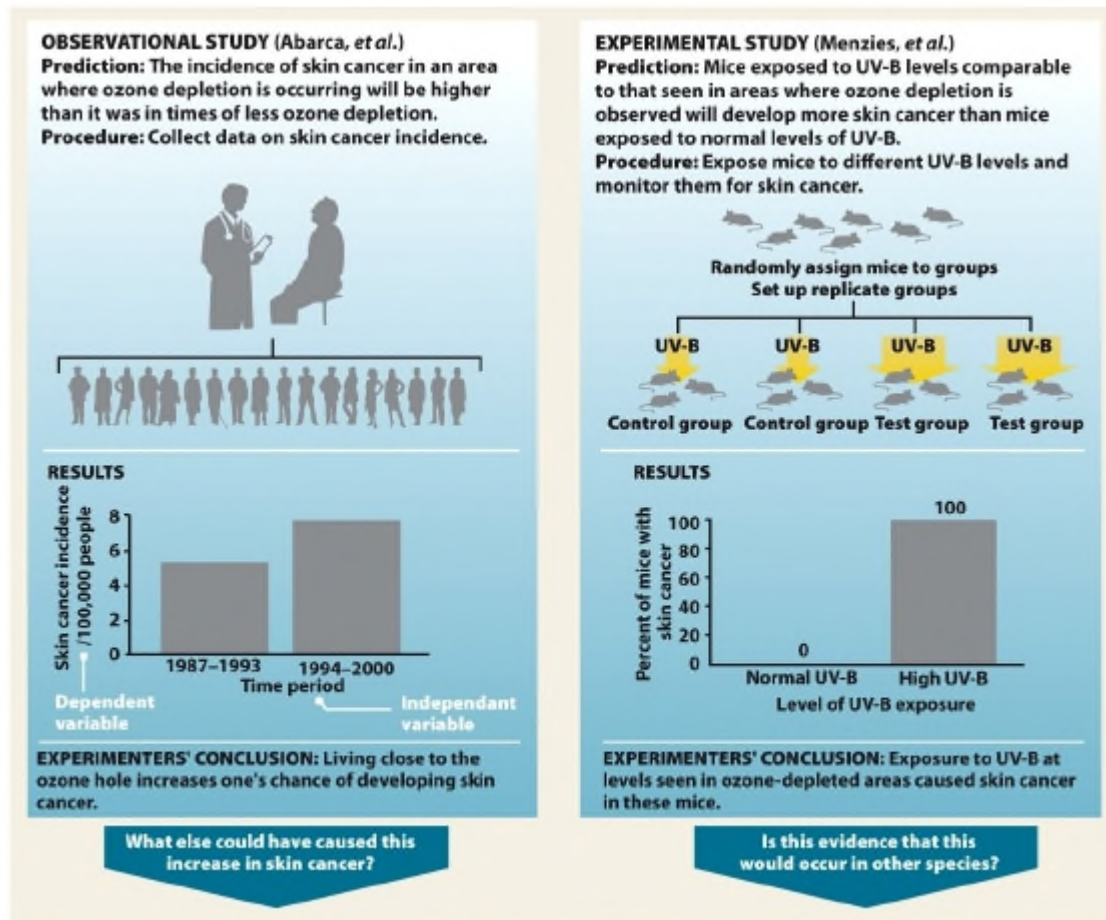 OBSERVATIONAL STUDY (Abarca, et al.)
Prediction: The incidence of skin cancer in an area
where ozone depletion is occurring will be higher
than it was in times of less ozone depletion.
Procedure: Collect data on skin cancer incidence.
RESULTS
Skin cancer incidence
/100,000 people
8
6
4
2
0
1987–1993
1994–2000
Time period
Dependent
variable
Independant
variable
EXPERIMENTERS' CONCLUSION: Living close to the
ozone hole increases one's chance of developing skin
cancer.
What else could have caused this
increase in skin cancer?
EXPERIMENTAL STUDY (Menzies, et al.)
Prediction: Mice exposed to UV-B levels comparable
to that seen in areas where ozone depletion is
observed will develop more skin cancer than mice
exposed to normal levels of UV-B.
Procedure: Expose mice to different UV-B levels and
monitor them for skin cancer.
Randomly assign mice to groups
Set up replicate groups
UV-B UV-B UV-B UV-B
Control group Control group Test group Test group
RESULTS
Percent of mice with
skin cancer
100
80
60
40
20
0
0
100
Normal UV-B
High UV-B
Level of UV-B exposure
EXPERIMENTERS' CONCLUSION: Exposure to UV-B at
levels seen in ozone-depleted areas caused skin cancer
in these mice.
Is this evidence that this
would occur in other species?